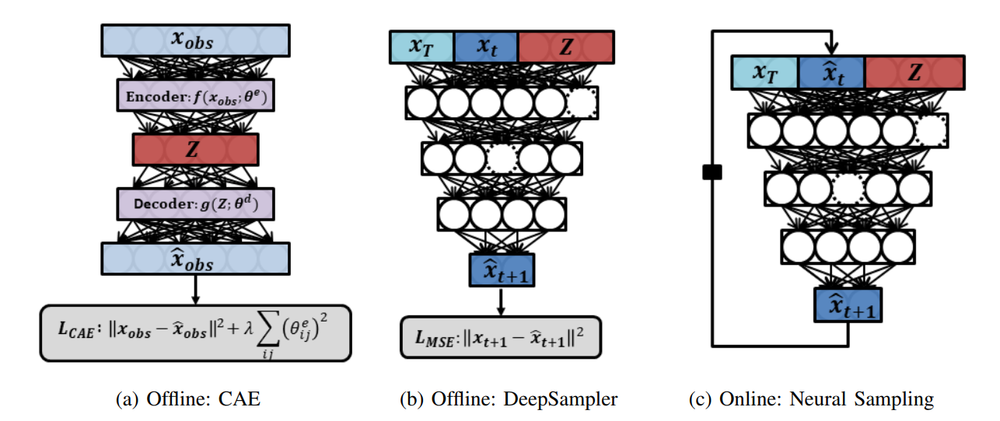 x_obs
Encoder: f(x_obs; θ^e)
Z
Decoder: g(Z; θ^d)
x̂_obs
L_CAE: ‖x_obs − x̂_obs‖² + λ ∑_ij (θ^e_ij)²
(a) Offline: CAE
x_T x_t Z
x̂_t+1
L_MSE: ‖x_t+1 − x̂_t+1‖²
(b) Offline: DeepSampler
x_T x̂_t Z
x̂_t+1
(c) Online: Neural Sampling